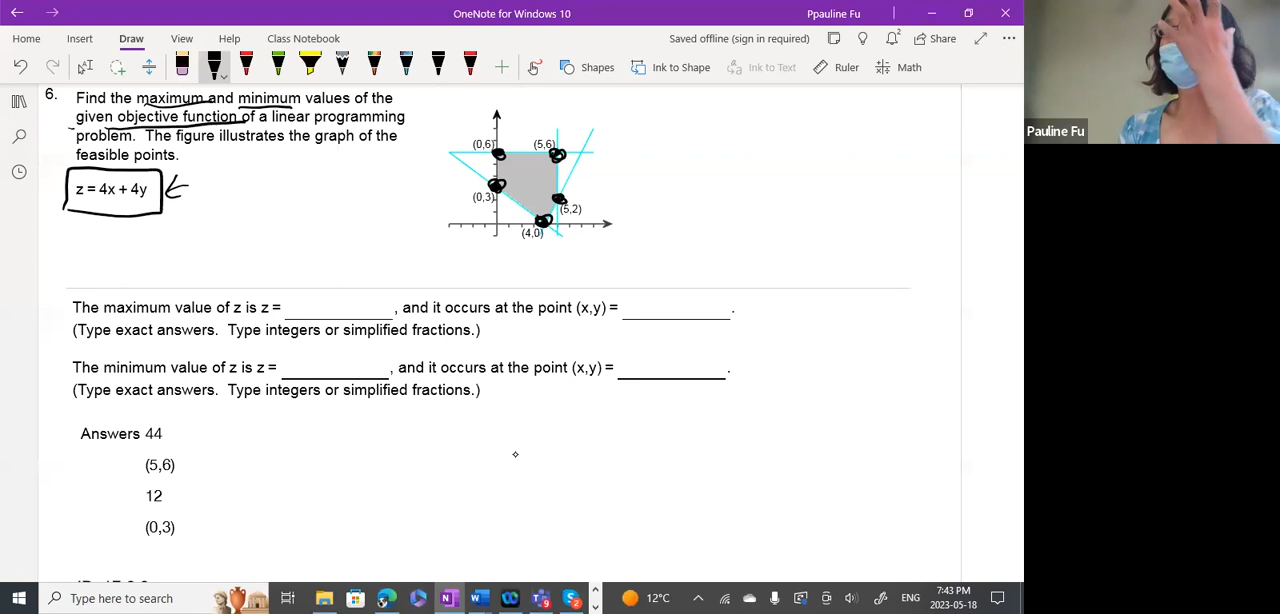 OneNote for Windows 10
Ppauline Fu
Home Insert Draw View Help Class Notebook
Saved offline (sign in required)
Share
Shapes
Ink to Shape
Ink to Text
Ruler
Math
Pauline Fu
6. Find the maximum and minimum values of the
given objective function of a linear programming
problem. The figure illustrates the graph of the
feasible points.
z = 4x + 4y
(0,6)
(5,6)
(0,3)
(5,2)
(4,0)
The maximum value of z is z = ____________, and it occurs at the point (x,y) = ____________.
(Type exact answers. Type integers or simplified fractions.)
The minimum value of z is z = ____________, and it occurs at the point (x,y) = ____________.
(Type exact answers. Type integers or simplified fractions.)
Answers 44
(5,6)
12
(0,3)
Type here to search
12°C
ENG
7:43 PM
2023-05-18